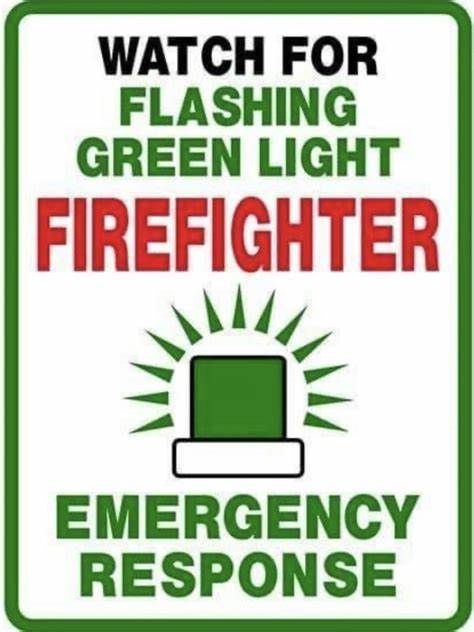 WATCH FOR
FLASHING
GREEN LIGHT
FIREFIGHTER
EMERGENCY
RESPONSE